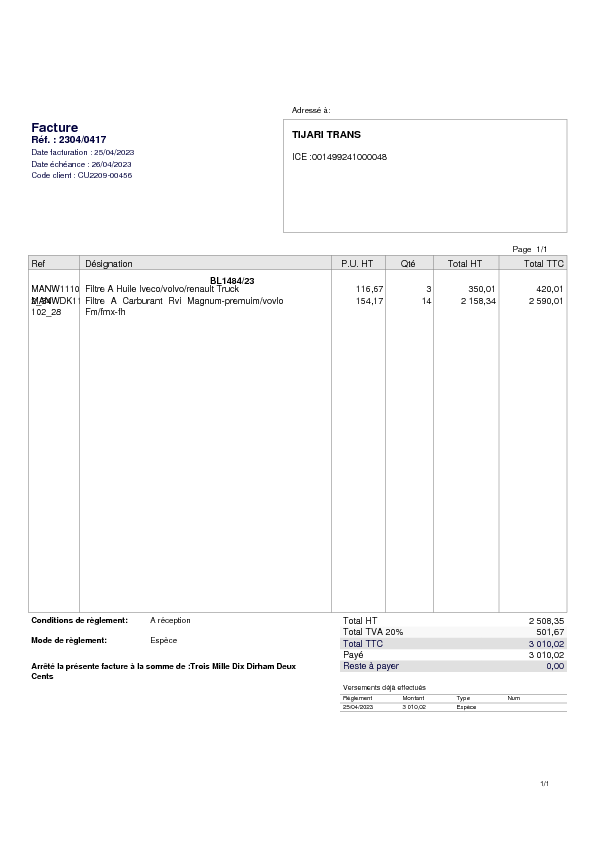 Adressé à:
Facture
Réf. : 2304/0417
Date facturation : 25/04/2023
Date échéance : 26/04/2023
Code client : CU2209-00456
TIJARI TRANS
ICE :001499241000048
Page 1/1
Ref Désignation P.U. HT Qté Total HT Total TTC
BL1484/23
MANW1110 Filtre A Huile Iveco/volvo/renault Truck 116,67 3 350,01 420,01
MANWDK11 Filtre A Carburant Rvi Magnum-premuim/vovlo 154,17 14 2 158,34 2 590,01
102_28 Fm/fmx-fh
Conditions de règlement: A réception
Mode de règlement: Espèce
Arrêté la présente facture à la somme de :Trois Mille Dix Dirham Deux
Cents
Total HT 2 508,35
Total TVA 20% 501,67
Total TTC 3 010,02
Payé 3 010,02
Reste à payer 0,00
Versements déjà effectués
Règlement Montant Type Num
25/04/2023 3 010,02 Espèce
1/1